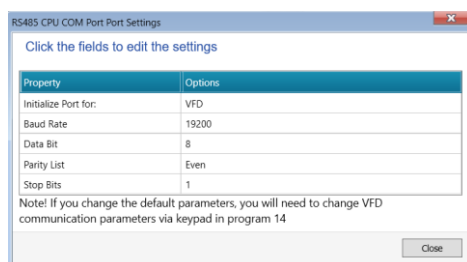 RS485 CPU COM Port Port Settings
Click the fields to edit the settings
Property Options
Initialize Port for: VFD
Baud Rate 19200
Data Bit 8
Parity List Even
Stop Bits 1
Note! If you change the default parameters, you will need to change VFD
communication parameters via keypad in program 14
Close